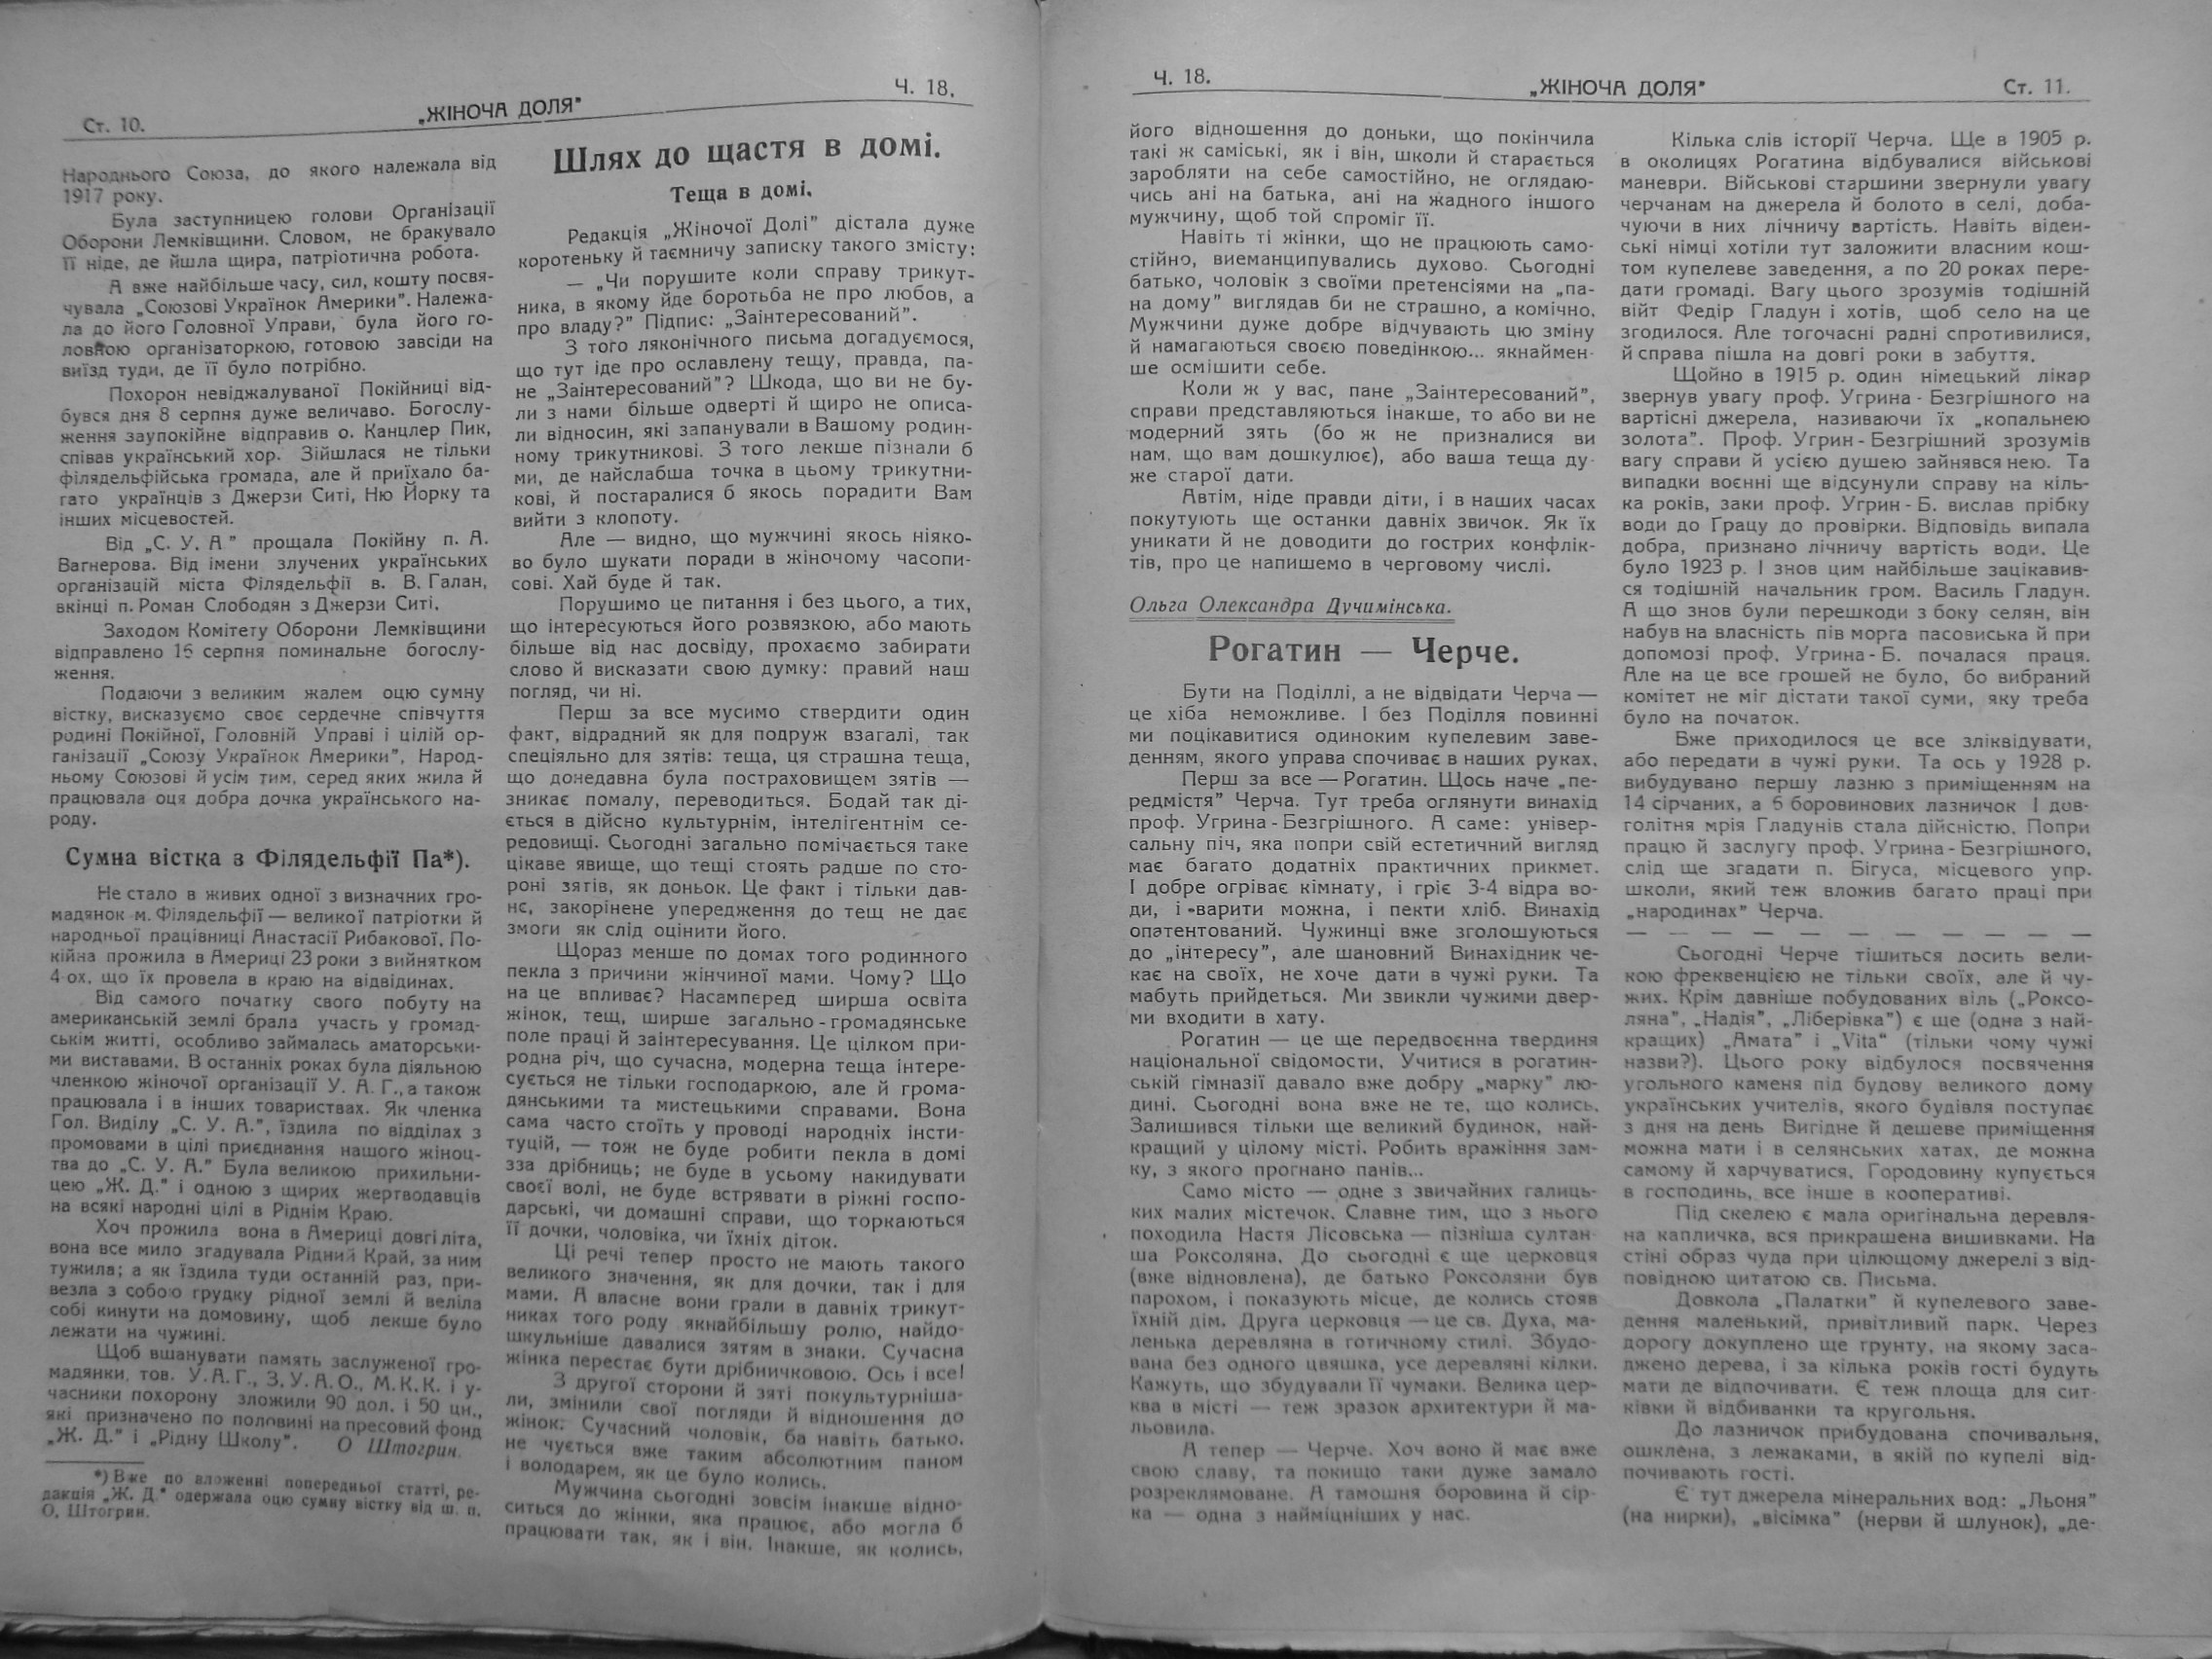 Ст. 10.
„ЖІНОЧА ДОЛЯ"
Ч. 18.
Народнього Союза, до якого належала від
1917 року.
Була заступницею голови Організації
Оборони Лемківщини. Словом, не бракувало
її ніде, де йшла щира, патріотична робота.
А вже найбільше часу, сил, кошту посвя-
чувала „Союзові Українок Америки". Належа-
ла до його Головної Управи, була його го-
ловною організаторкою, готовою завсіди на
виїзд туди, де її було потрібно.
Похорон невіджалуваної Покійниці від-
бувся дня 8 серпня дуже величаво. Богослу-
ження заупокійне відправив о. Канцлер Пик,
співав український хор. Зійшлася не тільки
філядельфійська громада, але й приїхало ба-
гато українців з Джерзи Ситі, Ню Йорку та
інших місцевостей.
Від „С. У. А" прощала Покійну п. А.
Вагнерова. Від імени злучених українських
організацій міста Філядельфії в. В. Галан,
вкінці п. Роман Слободян з Джерзи Ситі.
Заходом Комітету Оборони Лемківщини
відправлено 16 серпня поминальне богослу-
ження.
Подаючи з великим жалем оцю сумну
вістку, висказуємо своє сердечне співчуття
родині Покійної, Головній Управі і цілій ор-
ганізації „Союзу Українок Америки", Народ-
ньому Союзові й усім тим, серед яких жила й
працювала оця добра дочка українського на-
роду.
Сумна вістка з Філядельфії Па*).
Не стало в живих одної з визначних гро-
мадянок м. Філядельфії — великої патріотки й
народньої працівниці Анастасії Рибакової. По-
кійна прожила в Америці 23 роки з вийнятком
4-ох, що їх провела в краю на відвідинах.
Від самого початку свого побуту на
американській землі брала участь у громад-
ськім житті, особливо займалась аматорськи-
ми виставами. В останніх роках була діяльною
членкою жіночої організації У. А. Г., а також
працювала і в інших товариствах. Як членка
Гол. Виділу „С. У. А.", їздила по відділах з
промовами в цілі приєднання нашого жіноц-
тва до „С. У. А." Була великою прихильни-
цею „Ж. Д." і одною з щирих жертводавців
на всякі народні цілі в Ріднім Краю.
Хоч прожила вона в Америці довгі літа,
вона все мило згадувала Рідний Край, за ним
тужила; а як їздила туди останній раз, при-
везла з собою грудку рідної землі й веліла
собі кинути на домовину, щоб лекше було
лежати на чужині.
Щоб вшанувати память заслуженої гро-
мадянки, тов. У. А. Г., З. У. А. О., М. К. К. і у-
часники похорону зложили 90 дол. і 50 цн.,
які призначено по половині на пресовий фонд
„Ж. Д." і „Рідну Школу". О Штогрин.
*) Вже по вложенні попередньої статті, ре-
дакція „Ж. Д." одержала оцю сумну вістку від ш. п.
О. Штогрин.
Шлях до щастя в домі.
Теща в домі.
Редакція „Жіночої Долі" дістала дуже
коротеньку й таємничу записку такого змісту:
— „Чи порушите коли справу трикут-
ника, в якому йде боротьба не про любов, а
про владу?" Підпис: „Заінтересований".
З того ляконічного письма догадуємося,
що тут іде про ославлену тещу, правда, па-
не „Заінтересований"? Шкода, що ви не бу-
ли з нами більше одверті й щиро не описа-
ли відносин, які запанували в Вашому родин-
ному трикутникові. З того лекше пізнали б
ми, де найслабша точка в цьому трикутни-
кові, й постаралися б якось порадити Вам
вийти з клопоту.
Але — видно, що мужчині якось ніяко-
во було шукати поради в жіночому часопи-
сові. Хай буде й так.
Порушимо це питання і без цього, а тих,
що інтересуються його розвязкою, або мають
більше від нас досвіду, прохаємо забирати
слово й висказати свою думку: правий наш
погляд, чи ні.
Перш за все мусимо ствердити один
факт, відрадний як для подруж взагалі, так
спеціяльно для зятів: теща, ця страшна теща,
що донедавна була постраховищем зятів —
зникає помалу, переводиться. Бодай так ді-
ється в дійсно культурнім, інтелігентнім се-
редовищі. Сьогодні загально помічається таке
цікаве явище, що тещі стоять радше по сто-
роні зятів, як доньок. Це факт і тільки дав-
нє, закорінене упередження до тещ не дає
змоги як слід оцінити його.
Щораз менше по домах того родинного
пекла з причини жінчиної мами. Чому? Що
на це впливає? Насамперед ширша освіта
жінок, тещ, ширше загально - громадянське
поле праці й заінтересування. Це цілком при-
родна річ, що сучасна, модерна теща інтере-
сується не тільки господаркою, але й грома-
дянськими та мистецькими справами. Вона
сама часто стоїть у проводі народніх інсти-
туцій, — тож не буде робити пекла в домі
зза дрібниць; не буде в усьому накидувати
своєї волі, не буде встрявати в ріжні госпо-
дарські, чи домашні справи, що торкаються
її дочки, чоловіка, чи їхніх діток.
Ці речі тепер просто не мають такого
великого значення, як для дочки, так і для
мами. А власне вони грали в давніх трикут-
никах того роду якнайбільшу ролю, найдо-
шкульніше давалися зятям в знаки. Сучасна
жінка перестає бути дрібничковою. Ось і все!
З другої сторони й зяті покультурніша-
ли, змінили свої погляди й відношення до
жінок. Сучасний чоловік, ба навіть батько,
не чується вже таким абсолютним паном
і володарем, як це було колись.
Мужчина сьогодні зовсім інакше відно-
ситься до жінки, яка працює, або могла б
працювати так, як і він. Інакше, як колись,
Ч. 18.
„ЖІНОЧА ДОЛЯ"
Ст. 11.
його відношення до доньки, що покінчила
такі ж саміські, як і він, школи й старається
заробляти на себе самостійно, не оглядаю-
чись ані на батька, ані на жадного іншого
мужчину, щоб той спроміг її.
Навіть ті жінки, що не працюють само-
стійно, виеманципувались духово. Сьогодні
батько, чоловік з своїми претенсіями на „па-
на дому" виглядав би не страшно, а комічно.
Мужчини дуже добре відчувають цю зміну
й намагаються своєю поведінкою... якнаймен-
ше осмішити себе.
Коли ж у вас, пане „Заінтересований",
справи представляються інакше, то або ви не
модерний зять (бо ж не призналися ви
нам, що вам дошкулює), або ваша теща ду-
же старої дати.
Автім, ніде правди діти, і в наших часах
покутують ще останки давніх звичок. Як їх
уникати й не доводити до гострих конфлік-
тів, про це напишемо в черговому числі.
Ольга Олександра Дучимінська.
Рогатин — Черче.
Бути на Поділлі, а не відвідати Черча —
це хіба неможливе. І без Поділля повинні
ми поцікавитися одиноким купелевим заве-
денням, якого управа спочиває в наших руках.
Перш за все — Рогатин. Щось наче „пе-
редмістя" Черча. Тут треба оглянути винахід
проф. Угрина - Безгрішного. А саме: універ-
сальну піч, яка попри свій естетичний вигляд
має багато додатніх практичних прикмет.
І добре огріває кімнату, і гріє 3-4 відра во-
ди, і варити можна, і пекти хліб. Винахід
опатентований. Чужинці вже зголошуються
до „інтересу", але шановний Винахідник че-
кає на своїх, не хоче дати в чужі руки. Та
мабуть прийдеться. Ми звикли чужими двер-
ми входити в хату.
Рогатин — це ще передвоєнна твердиня
національної свідомости. Учитися в рогатин-
ській гімназії давало вже добру „марку" лю-
дині. Сьогодні вона вже не те, що колись.
Залишився тільки ще великий будинок, най-
кращий у цілому місті. Робить вражіння зам-
ку, з якого прогнано панів...
Само місто — одне з звичайних галиць-
ких малих містечок. Славне тим, що з нього
походила Настя Лісовська — пізніша султан-
ша Роксоляна. До сьогодні є ще церковця
(вже відновлена), де батько Роксоляни був
парохом, і показують місце, де колись стояв
їхній дім. Друга церковця — це св. Духа, ма-
ленька деревляна в готичному стилі. Збудо-
вана без одного цвяшка, усе деревляні кілки.
Кажуть, що збудували її чумаки. Велика цер-
ква в місті — теж зразок архитектури й ма-
льовила.
А тепер — Черче. Хоч воно й має вже
свою славу, та покищо таки дуже замало
розреклямоване. А тамошня боровина й сір-
ка — одна з найміцніших у нас.
Кілька слів історії Черча. Ще в 1905 р.
в околицях Рогатина відбувалися військові
маневри. Військові старшини звернули увагу
черчанам на джерела й болото в селі, доба-
чуючи в них лічничу вартість. Навіть віден-
ські німці хотіли тут заложити власним кош-
том купелеве заведення, а по 20 роках пере-
дати громаді. Вагу цього зрозумів тодішній
війт Федір Гладун і хотів, щоб село на це
згодилося. Але тогочасні радні спротивилися,
й справа пішла на довгі роки в забуття.
Щойно в 1915 р. один німецький лікар
звернув увагу проф. Угрина - Безгрішного на
вартісні джерела, називаючи їх „копальнею
золота". Проф. Угрин - Безгрішний зрозумів
вагу справи й усією душею зайнявся нею. Та
випадки воєнні ще відсунули справу на кіль-
ка років, заки проф. Угрин - Б. вислав прібку
води до Грацу до провірки. Відповідь випала
добра, признано лічничу вартість води. Це
було 1923 р. І знов цим найбільше зацікавив-
ся тодішній начальник гром. Василь Гладун.
А що знов були перешкоди з боку селян, він
набув на власність пів морга пасовиська й при
допомозі проф. Угрина - Б. почалася праця.
Але на це все грошей не було, бо вибраний
комітет не міг дістати такої суми, яку треба
було на початок.
Вже приходилося це все зліквідувати,
або передати в чужі руки. Та ось у 1928 р.
вибудувано першу лазню з приміщенням на
14 сірчаних, а 6 боровинових лазничок І дов-
голітня мрія Гладунів стала дійсністю. Попри
працю й заслугу проф. Угрина - Безгрішного,
слід ще згадати п. Бігуса, місцевого упр.
школи, який теж вложив багато праці при
„народинах" Черча.
— — — — — — — — — — — —
Сьогодні Черче тішиться досить вели-
кою фреквенцією не тільки своїх, але й чу-
жих. Крім давніше побудованих віль („Роксо-
ляна", „Надія", „Ліберівка") є ще (одна з най-
кращих) „Амата" і „Vita" (тільки чому чужі
назви?). Цього року відбулося посвячення
угольного каменя під будову великого дому
українських учителів, якого будівля поступає
з дня на день Вигідне й дешеве приміщення
можна мати і в селянських хатах, де можна
самому й харчуватися. Городовину купується
в господинь, все інше в кооперативі.
Під скелею є мала оригінальна деревля-
на капличка, вся прикрашена вишивками. На
стіні образ чуда при цілющому джерелі з від-
повідною цитатою св. Письма.
Довкола „Палатки" й купелевого заве-
дення маленький, привітливий парк. Через
дорогу докуплено ще грунту, на якому заса-
джено дерева, і за кілька років гості будуть
мати де відпочивати. Є теж площа для сит-
ківки й відбиванки та кругольня.
До лазничок прибудована спочивальня,
ошклена, з лежаками, в якій по купелі від-
почивають гості.
Є тут джерела мінеральних вод: „Льоня"
(на нирки), „вісімка" (нерви й шлунок), „де-